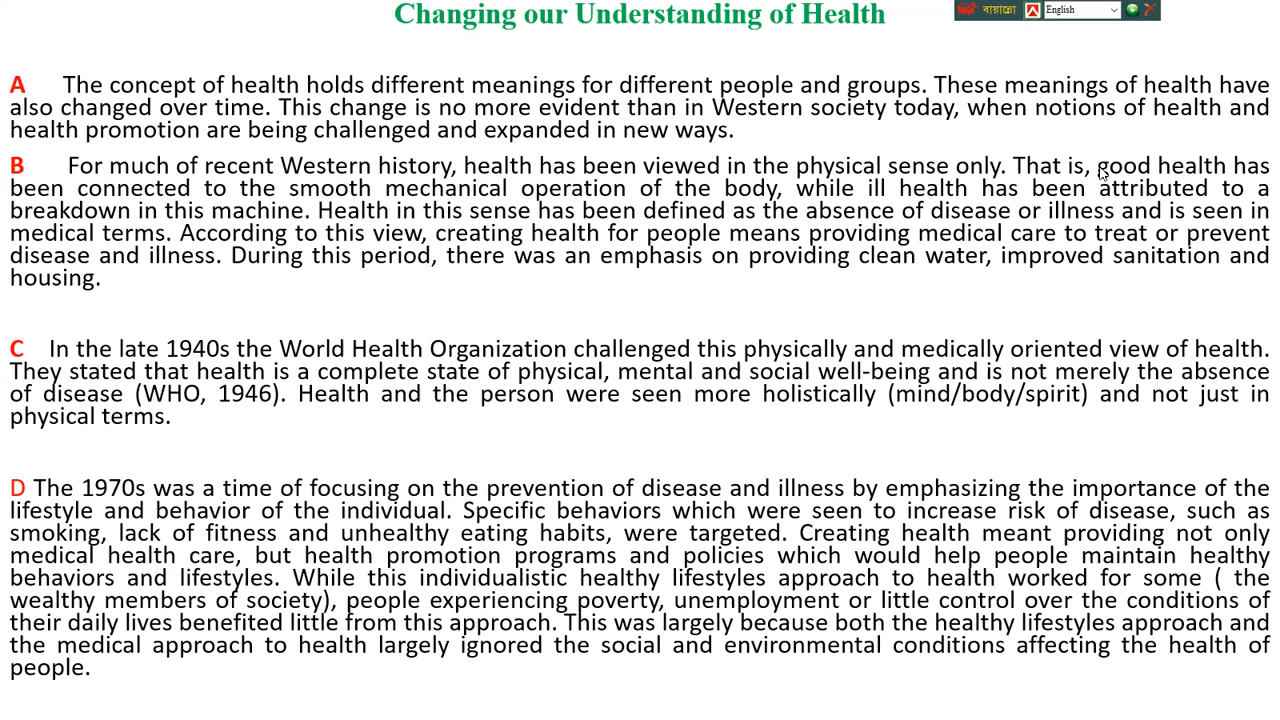 Changing our Understanding of Health
বায়ান্নো
English
A The concept of health holds different meanings for different people and groups. These meanings of health have
also changed over time. This change is no more evident than in Western society today, when notions of health and
health promotion are being challenged and expanded in new ways.
B For much of recent Western history, health has been viewed in the physical sense only. That is, good health has
been connected to the smooth mechanical operation of the body, while ill health has been attributed to a
breakdown in this machine. Health in this sense has been defined as the absence of disease or illness and is seen in
medical terms. According to this view, creating health for people means providing medical care to treat or prevent
disease and illness. During this period, there was an emphasis on providing clean water, improved sanitation and
housing.
C In the late 1940s the World Health Organization challenged this physically and medically oriented view of health.
They stated that health is a complete state of physical, mental and social well-being and is not merely the absence
of disease (WHO, 1946). Health and the person were seen more holistically (mind/body/spirit) and not just in
physical terms.
D The 1970s was a time of focusing on the prevention of disease and illness by emphasizing the importance of the
lifestyle and behavior of the individual. Specific behaviors which were seen to increase risk of disease, such as
smoking, lack of fitness and unhealthy eating habits, were targeted. Creating health meant providing not only
medical health care, but health promotion programs and policies which would help people maintain healthy
behaviors and lifestyles. While this individualistic healthy lifestyles approach to health worked for some ( the
wealthy members of society), people experiencing poverty, unemployment or little control over the conditions of
their daily lives benefited little from this approach. This was largely because both the healthy lifestyles approach and
the medical approach to health largely ignored the social and environmental conditions affecting the health of
people.